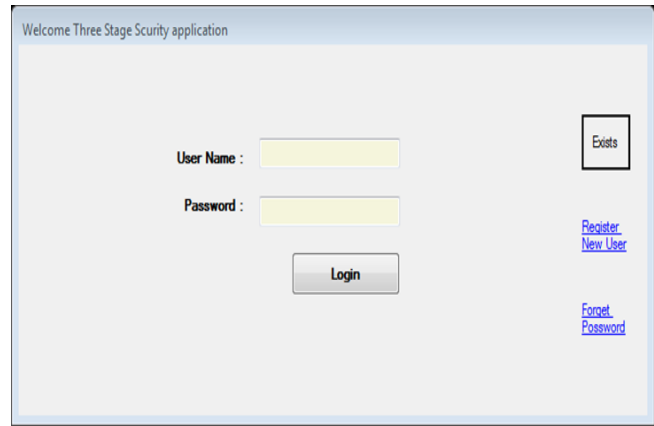 Welcome Three Stage Scurity application
Exists
User Name :
Password :
Register
New User
Login
Forget
Possword